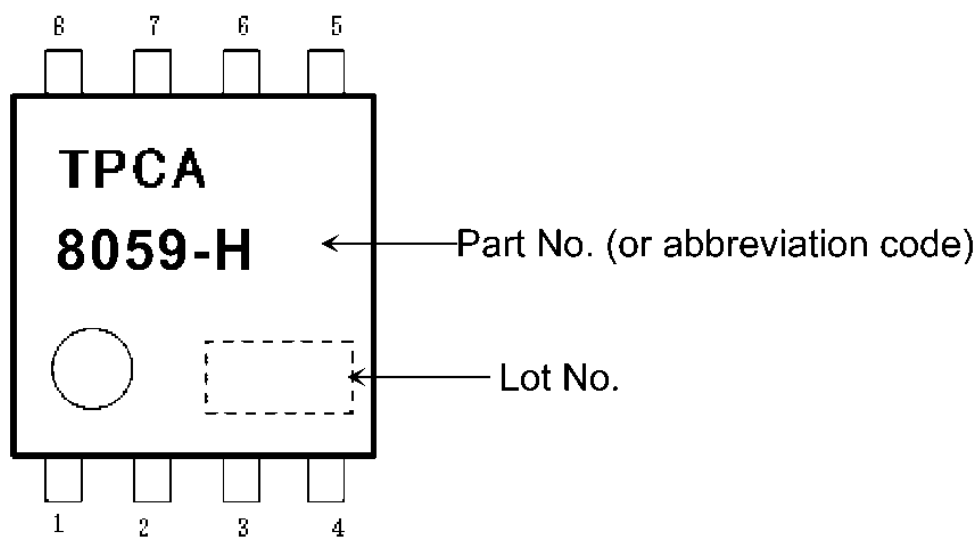 8 7 6 5
TPCA
8059-H
Part No. (or abbreviation code)
Lot No.
1 2 3 4